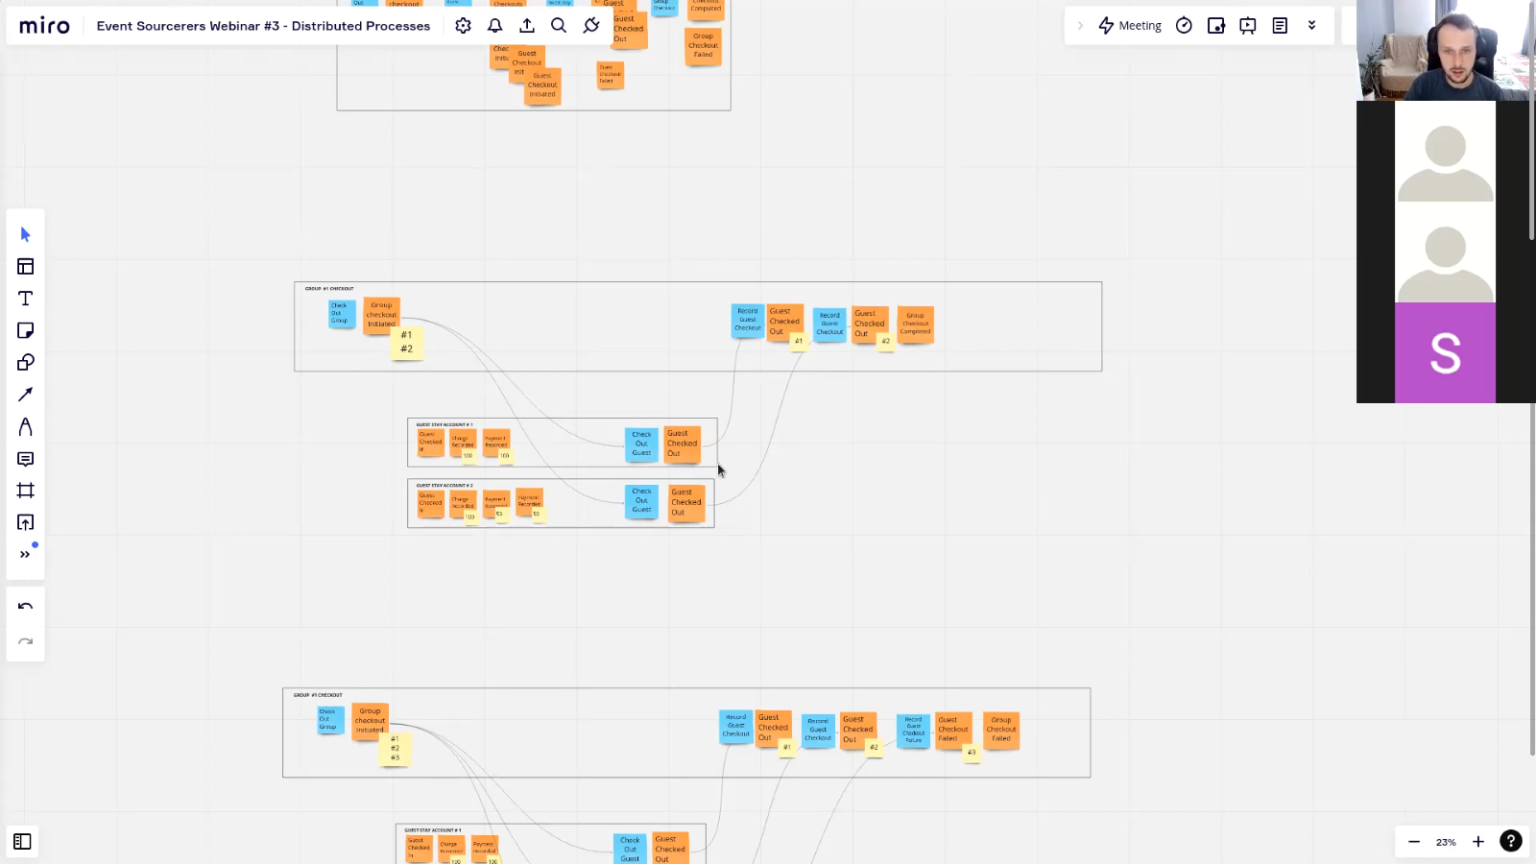 miro
Event Sourcerers Webinar #3 - Distributed Processes
Meeting
Guest
Checked
Out
Completed
Group
Checkout
Failed
Guest
Checkout
Guest
Checkout
Initiated
Guest
Checkout
Failed
GROUP #1 CHECKOUT
Check
Out
Group
Group
checkout
Initiated
#1
#2
Record
Guest
Checkout
Guest
Checked
Out
#1
Record
Guest
Checkout
Guest
Checked
Out
#2
Group
Checkout
Completed
GUEST STAY ACCOUNT # 1
Guest
Checked
In
Charge
Recorded
100
Payment
Recorded
100
Check
Out
Guest
Guest
Checked
Out
GUEST STAY ACCOUNT # 2
Guest
Checked
In
Charge
Recorded
Payment
Recorded
Payment
Recorded
Check
Out
Guest
Guest
Checked
Out
S
GROUP #1 CHECKOUT
Check
Out
Group
Group
checkout
Initiated
#1
#2
#3
Record
Guest
Checkout
Guest
Checked
Out
#1
Record
Guest
Checkout
Guest
Checked
Out
#2
Record
Guest
Checkout
Failure
Guest
Checkout
Failed
#3
Group
Checkout
Failed
GUEST STAY ACCOUNT # 1
Guest
Checked
In
Charge
Recorded
100
Payment
Recorded
100
Check
Out
Guest
Guest
Checked
Out
23%